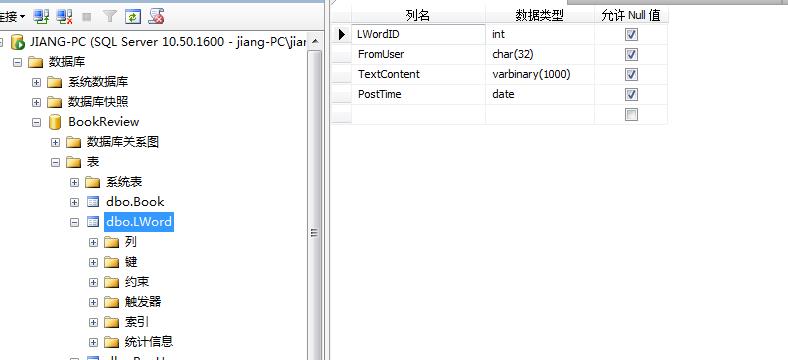 连接
JIANG-PC (SQL Server 10.50.1600 - jiang-PC\jian
数据库
系统数据库
数据库快照
BookReview
数据库关系图
表
系统表
dbo.Book
dbo.LWord
列
键
约束
触发器
索引
统计信息
列名 数据类型 允许 Null 值
LWordID int
FromUser char(32)
TextContent varbinary(1000)
PostTime date